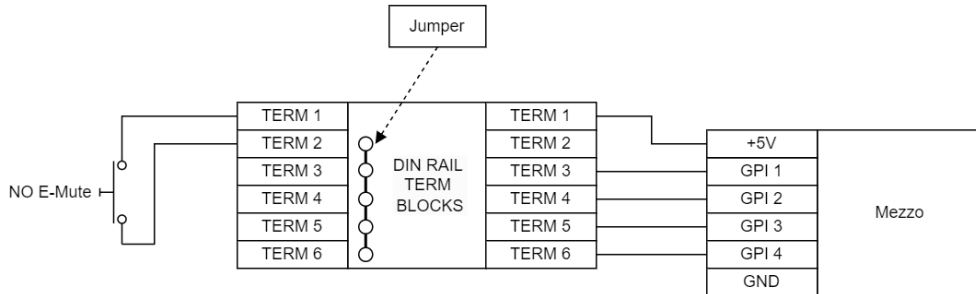 Jumper
TERM 1
TERM 2
TERM 3
TERM 4
TERM 5
TERM 6
DIN RAIL
TERM
BLOCKS
TERM 1
TERM 2
TERM 3
TERM 4
TERM 5
TERM 6
NO E-Mute
+5V
GPI 1
GPI 2
GPI 3
GPI 4
GND
Mezzo